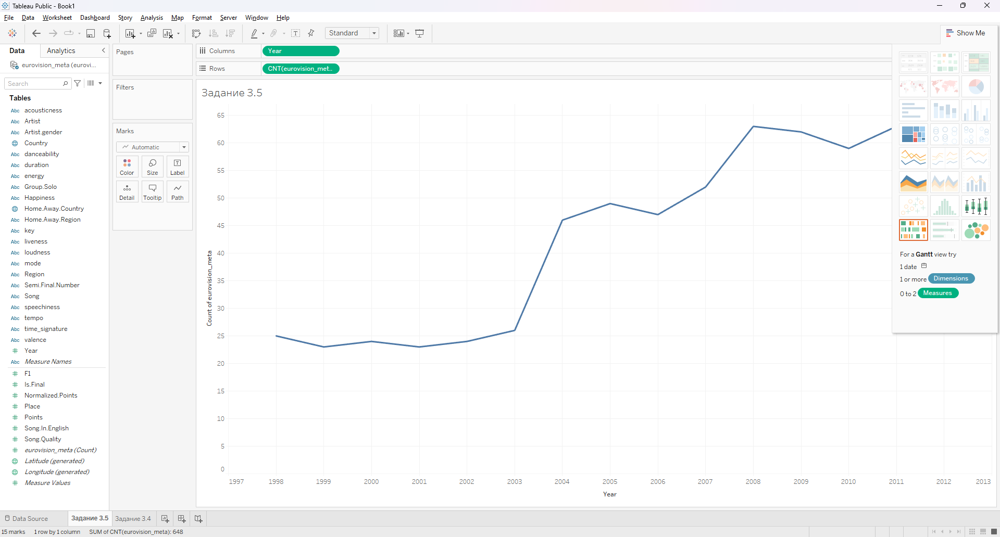 Tableau Public - Book1
File Data Worksheet Dashboard Story Analysis Map Format Server Window Help
Standard
Show Me
Data Analytics
eurovision_meta (eurovi...
Search
Tables
Abc acousticness
Abc Artist
Abc Artist.gender
Country
Abc danceability
Abc duration
Abc energy
Abc Group.Solo
Abc Happiness
Home.Away.Country
Abc Home.Away.Region
Abc key
Abc liveness
Abc loudness
Abc mode
Abc Region
Abc Semi.Final.Number
Abc Song
Abc speechiness
Abc tempo
Abc time_signature
Abc valence
# Year
Abc Measure Names
# F1
# Is.Final
# Normalized.Points
# Place
# Points
# Song.In.English
# Song.Quality
# eurovision_meta (Count)
Latitude (generated)
Longitude (generated)
# Measure Values
Pages
Filters
Marks
Automatic
Color Size Label
Detail Tooltip Path
Columns Year
Rows CNT(eurovision_met..
Задание 3.5
65
60
55
50
45
40
35
30
25
20
15
10
5
0
Count of eurovision_meta
1997 1998 1999 2000 2001 2002 2003 2004 2005 2006 2007 2008 2009 2010 2011 2012 2013
Year
For a Gantt view try
1 date
1 or more Dimensions
0 to 2 Measures
Data Source Задание 3.5 Задание 3.4
15 marks 1 row by 1 column SUM of CNT(eurovision_meta): 648